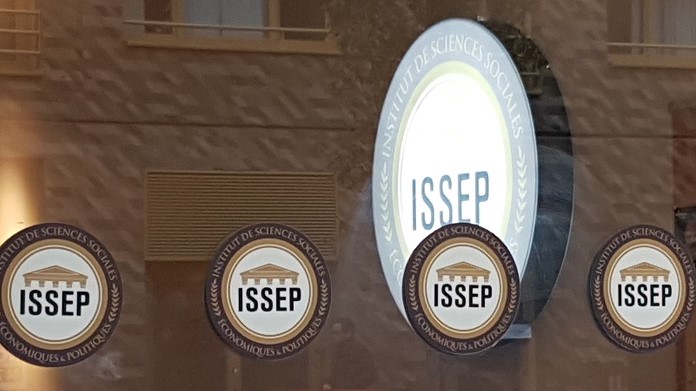 INSTITUT DE SCIENCES SOCIALES
ISSEP
INSTITUT DE SCIENCES SOCIALES
ISSEP
ÉCONOMIQUES & POLITIQUES
INSTITUT DE SCIENCES SOCIALES
ISSEP
ÉCONOMIQUES & POLITIQUES
INSTITUT DE SCIENCES SOCIALES
ISSEP
ÉCONOMIQUES & POLITIQUES
INSTITUT DE SCIENCES SOCIALES
ISSEP
ÉCONOMIQUES & POLITIQUES